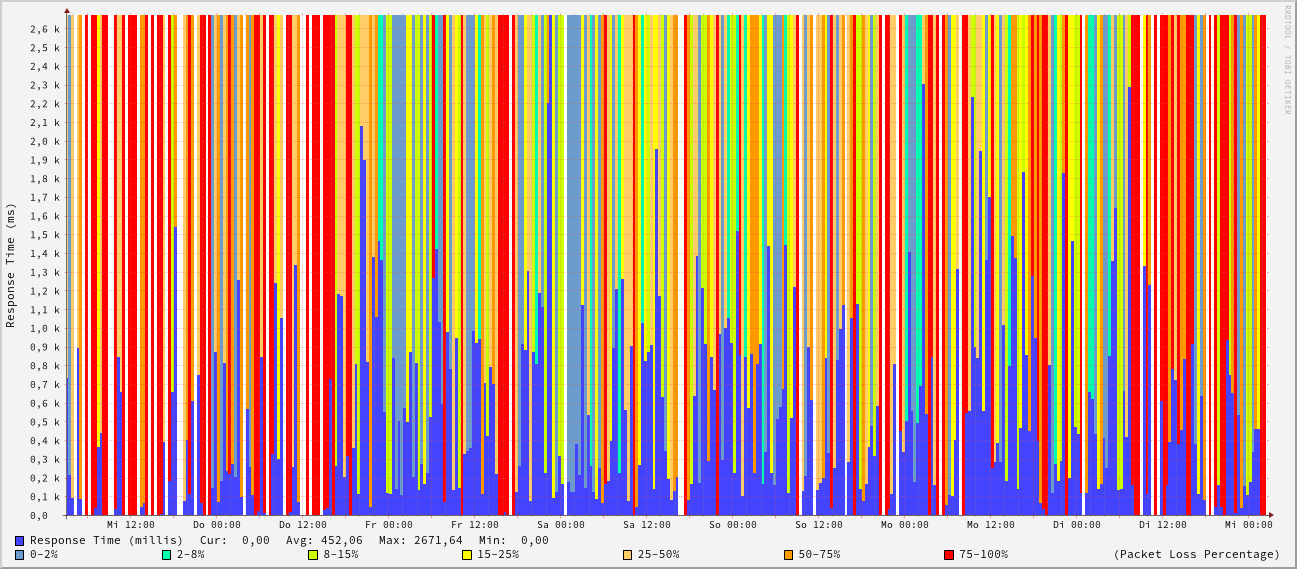 RRDTOOL / TOBI OETIKER
Response Time (ms)
2,6 k
2,5 k
2,4 k
2,3 k
2,2 k
2,1 k
2,0 k
1,9 k
1,8 k
1,7 k
1,6 k
1,5 k
1,4 k
1,3 k
1,2 k
1,1 k
1,0 k
0,9 k
0,8 k
0,7 k
0,6 k
0,5 k
0,4 k
0,3 k
0,2 k
0,1 k
0,0
Mi 12:00 Do 00:00 Do 12:00 Fr 00:00 Fr 12:00 Sa 00:00 Sa 12:00 So 00:00 So 12:00 Mo 00:00 Mo 12:00 Di 00:00 Di 12:00 Mi 00:00
Response Time (millis) Cur: 0,00 Avg: 452,06 Max: 2671,64 Min: 0,00
0-2% 2-8% 8-15% 15-25% 25-50% 50-75% 75-100% (Packet Loss Percentage)